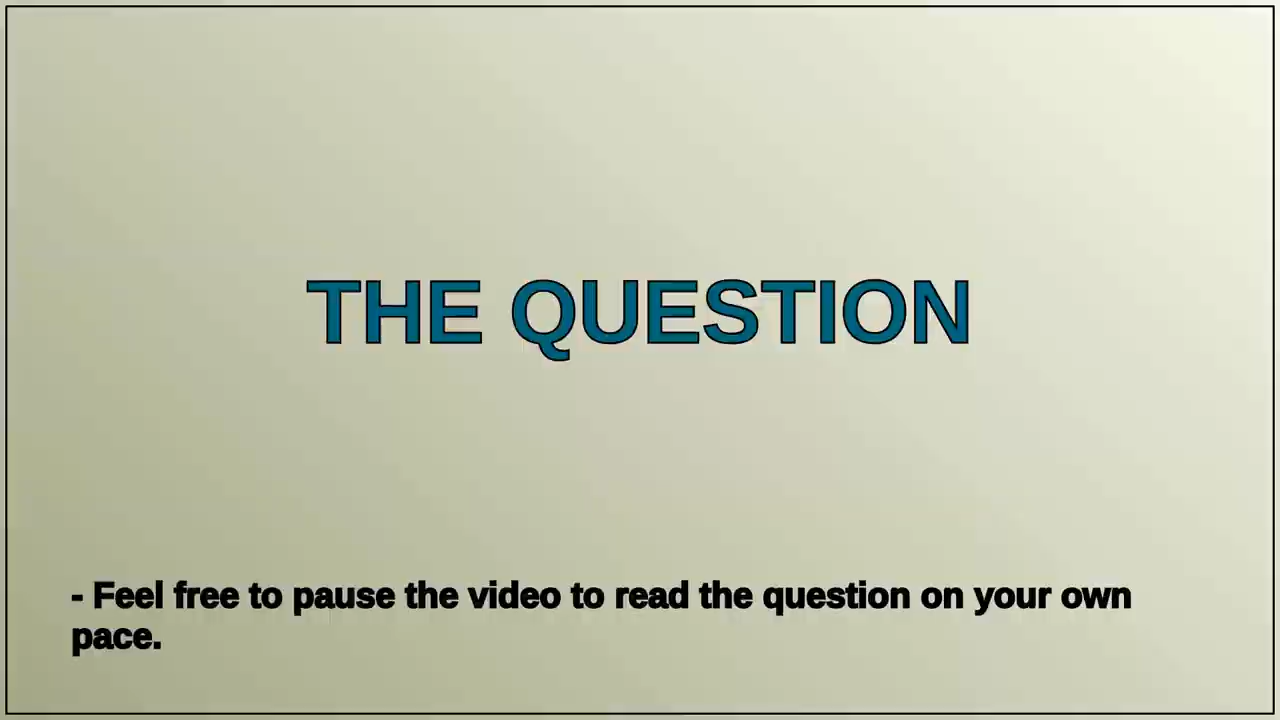 THE QUESTION
- Feel free to pause the video to read the question on your own
pace.